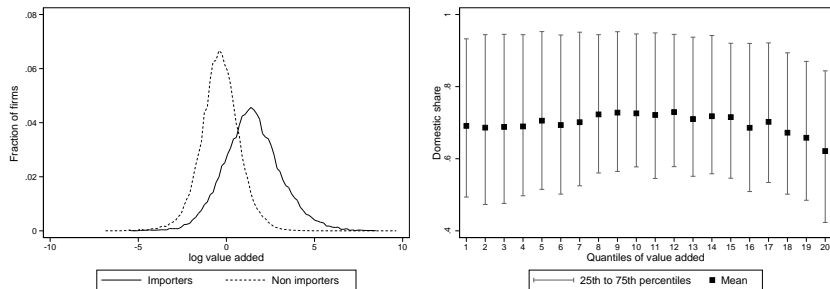 .08
.06
.04
.02
0
Fraction of firms
-10 -5 0 5 10
log value added
Importers Non importers
1
.8
.6
.4
Domestic share
1 2 3 4 5 6 7 8 9 10 11 12 13 14 15 16 17 18 19 20
Quantiles of value added
25th to 75th percentiles Mean